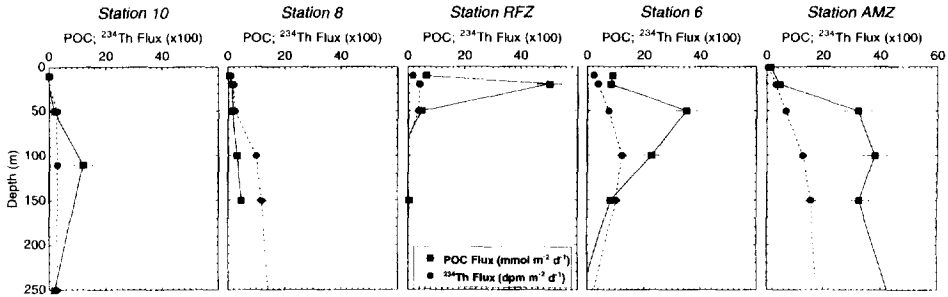 Station 10
Station 8
Station RFZ
Station 6
Station AMZ
POC; ²³⁴Th Flux (x100)
POC; ²³⁴Th Flux (x100)
POC; ²³⁴Th Flux (x100)
POC; ²³⁴Th Flux (x100)
POC; ²³⁴Th Flux (x100)
0 20 40 0 20 40 0 20 40 0 20 40 0 20 40 60
0
50
100
150
200
250
Depth (m)
POC Flux (mmol m⁻² d⁻¹)
²³⁴Th Flux (dpm m⁻² d⁻¹)